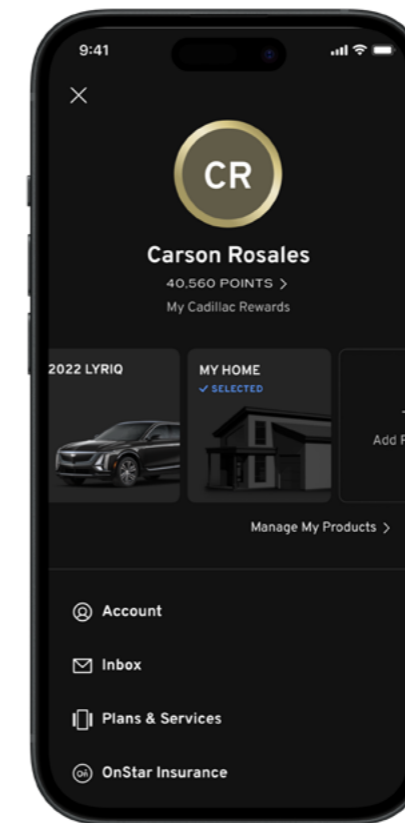 9:41
CR
Carson Rosales
40,560 POINTS >
My Cadillac Rewards
2022 LYRIQ
MY HOME
✓ SELECTED
Add
Manage My Products >
Account
Inbox
Plans & Services
OnStar Insurance